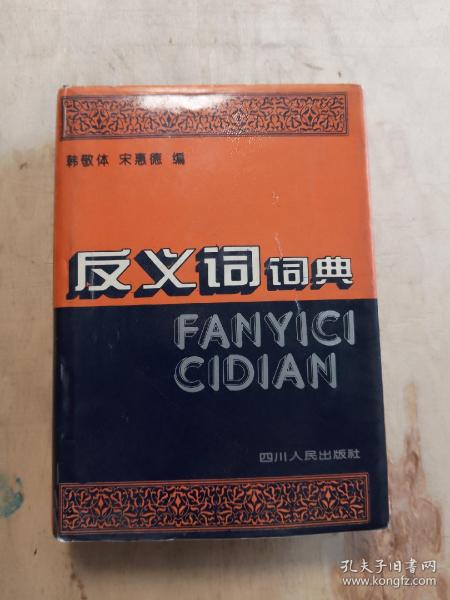 韩敬体 宋惠德 编
反义词词典
FANYICI
CIDIAN
四川人民出版社
孔夫子旧书网
www.kongfz.com